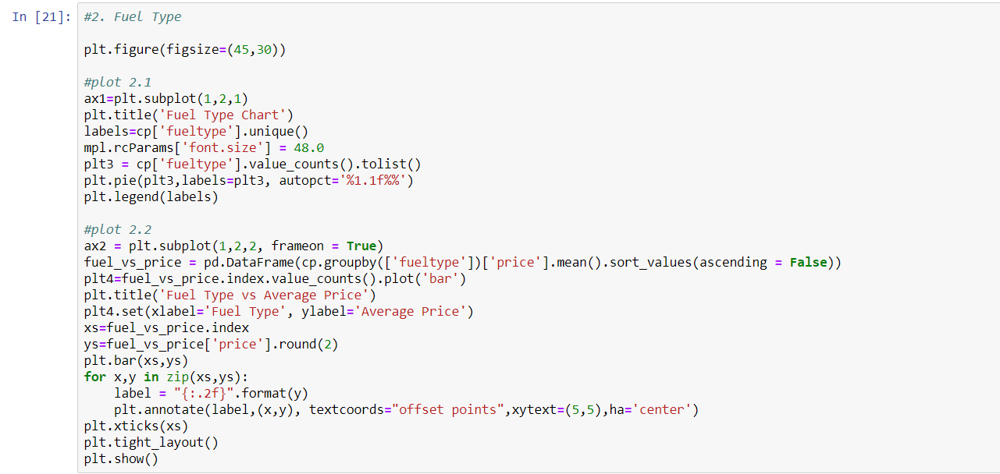 In [21]: #2. Fuel Type
plt.figure(figsize=(45,30))
#plot 2.1
ax1=plt.subplot(1,2,1)
plt.title('Fuel Type Chart')
labels=cp['fueltype'].unique()
mpl.rcParams['font.size'] = 48.0
plt3 = cp['fueltype'].value_counts().tolist()
plt.pie(plt3,labels=plt3, autopct='%1.1f%%')
plt.legend(labels)
#plot 2.2
ax2 = plt.subplot(1,2,2, frameon = True)
fuel_vs_price = pd.DataFrame(cp.groupby(['fueltype'])['price'].mean().sort_values(ascending = False))
plt4=fuel_vs_price.index.value_counts().plot('bar')
plt.title('Fuel Type vs Average Price')
plt4.set(xlabel='Fuel Type', ylabel='Average Price')
xs=fuel_vs_price.index
ys=fuel_vs_price['price'].round(2)
plt.bar(xs,ys)
for x,y in zip(xs,ys):
    label = "{:.2f}".format(y)
    plt.annotate(label,(x,y), textcoords="offset points",xytext=(5,5),ha='center')
plt.xticks(xs)
plt.tight_layout()
plt.show()